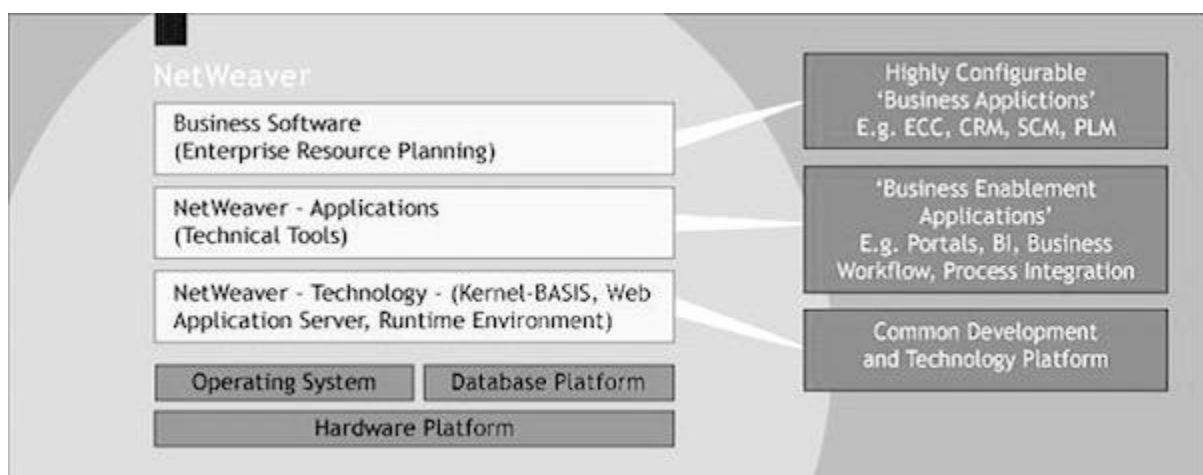 NetWeaver
Business Software
(Enterprise Resource Planning)
NetWeaver - Applications
(Technical Tools)
NetWeaver - Technology - (Kernel-BASIS, Web
Application Server, Runtime Environment)
Operating System
Database Platform
Hardware Platform
Highly Configurable
‘Business Applictions’
E.g. ECC, CRM, SCM, PLM
‘Business Enablement
Applications’
E.g. Portals, BI, Business
Workflow, Process Integration
Common Development
and Technology Platform